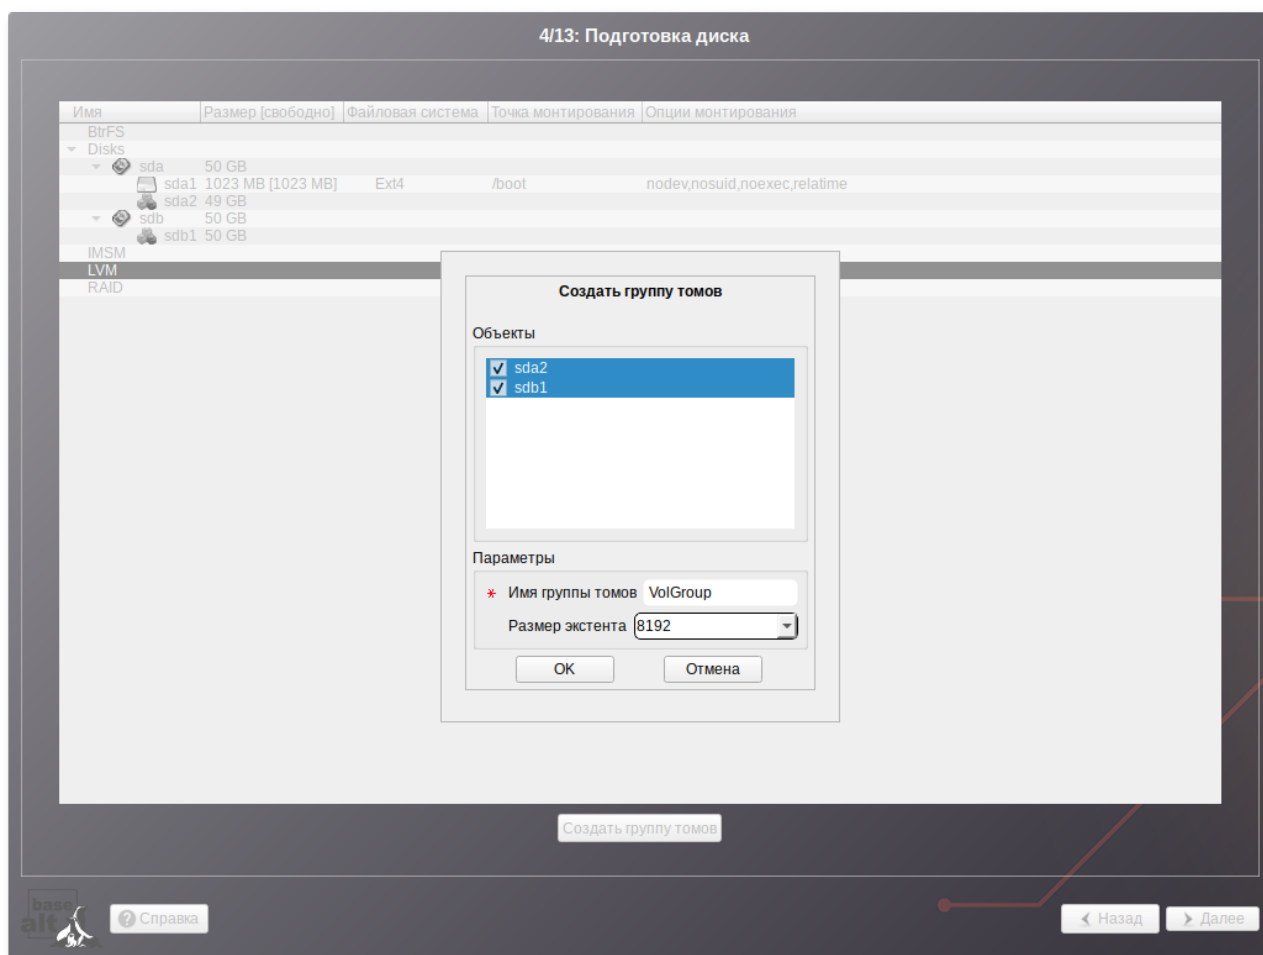 4/13: Подготовка диска
Имя Размер [свободно] Файловая система Точка монтирования Опции монтирования
BtrFS
Disks
sda 50 GB
sda1 1023 MB [1023 MB] Ext4 /boot nodev,nosuid,noexec,relatime
sda2 49 GB
sdb 50 GB
sdb1 50 GB
IMSM
LVM
RAID
Создать группу томов
Объекты
sda2
sdb1
Параметры
* Имя группы томов VolGroup
Размер экстента 8192
OK Отмена
Создать группу томов
base
alt
Справка Назад Далее